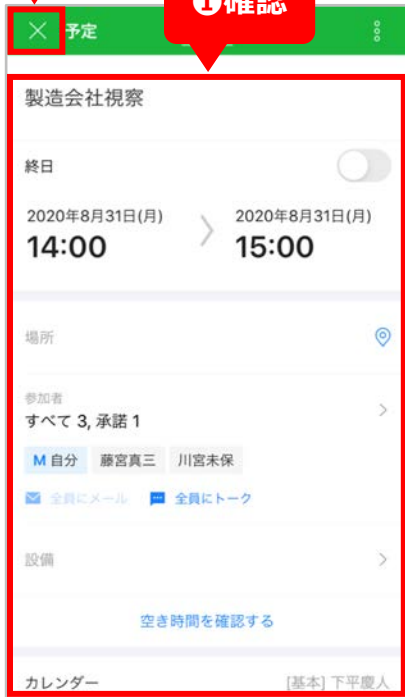 ❶確認
予定
製造会社視察
終日
2020年8月31日(月)
14:00
2020年8月31日(月)
15:00
場所
参加者
すべて 3, 承諾 1
M 自分 藤宮真三 川宮未保
全員にメール 全員にトーク
設備
空き時間を確認する
カレンダー [基本] 下平慶人